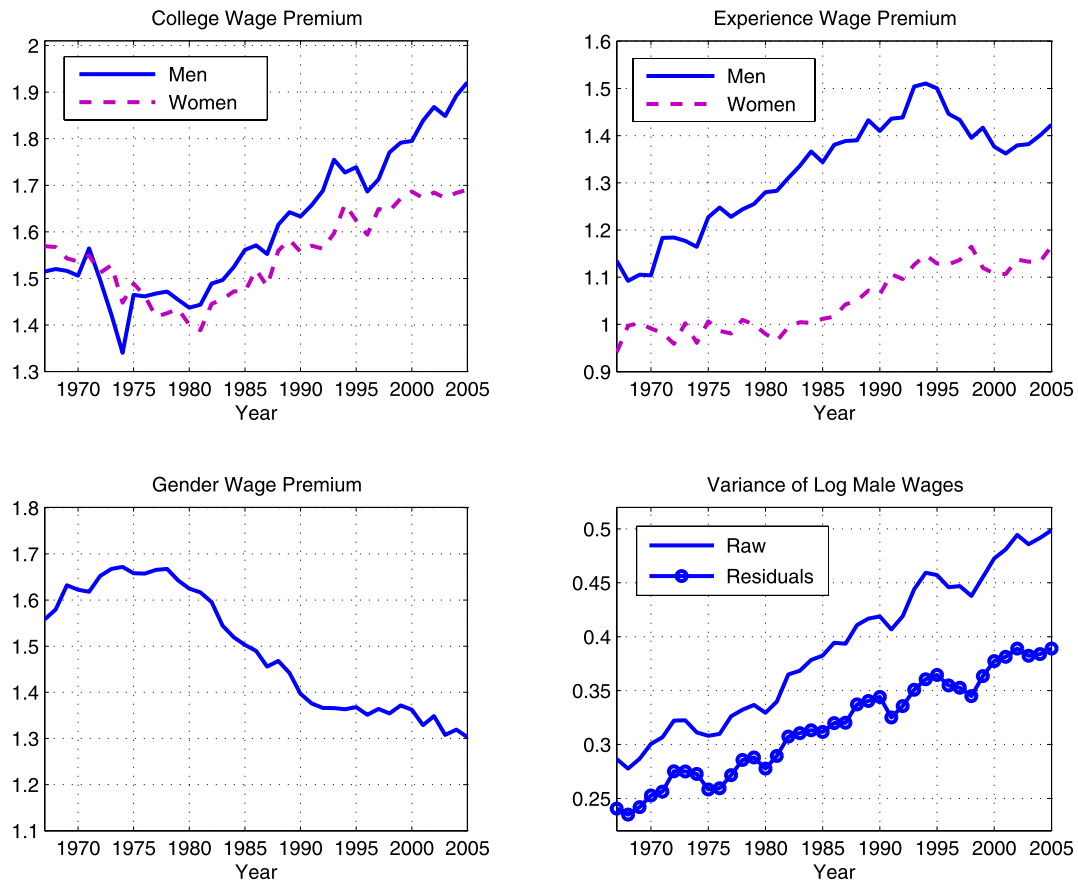 College Wage Premium
2
1.9
1.8
1.7
1.6
1.5
1.4
1.3
Men
Women
1970 1975 1980 1985 1990 1995 2000 2005
Year
Experience Wage Premium
1.6
1.5
1.4
1.3
1.2
1.1
1
0.9
Men
Women
1970 1975 1980 1985 1990 1995 2000 2005
Year
Gender Wage Premium
1.8
1.7
1.6
1.5
1.4
1.3
1.2
1.1
1970 1975 1980 1985 1990 1995 2000 2005
Year
Variance of Log Male Wages
0.5
0.45
0.4
0.35
0.3
0.25
Raw
Residuals
1970 1975 1980 1985 1990 1995 2000 2005
Year